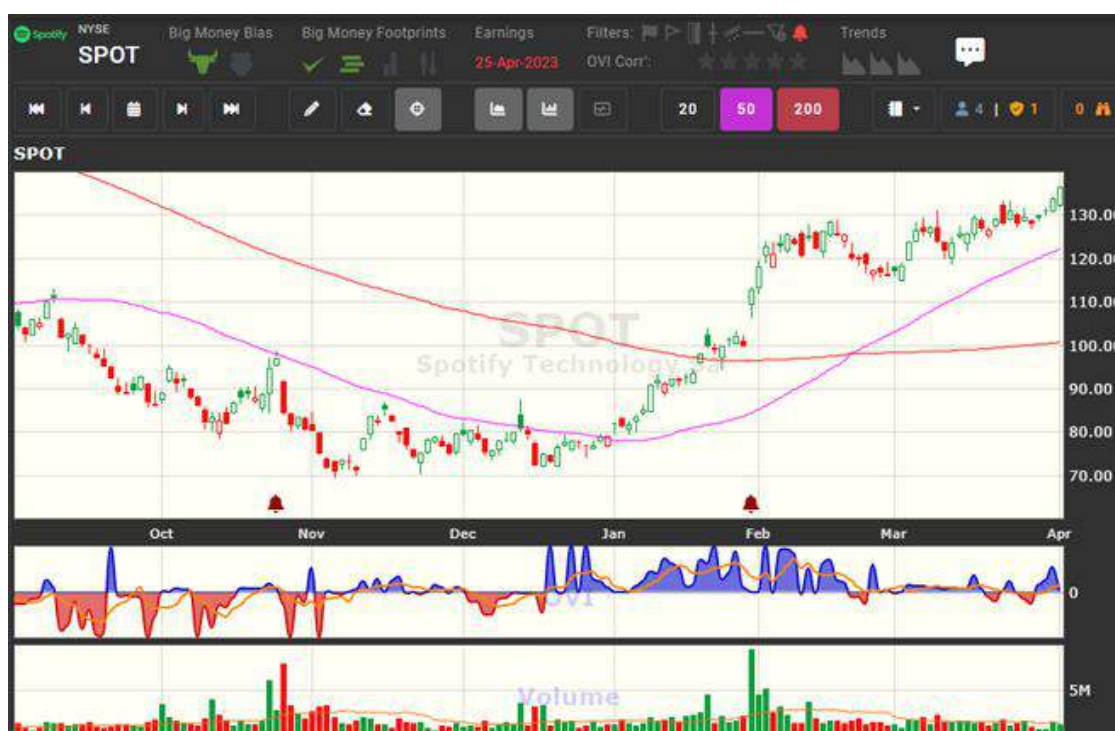 Spotify
NYSE
SPOT
Big Money Bias
Big Money Footprints
Earnings
25-Apr-2023
Filters:
OVI Corr':
Trends
20
50
200
4 | 1
0
SPOT
SPOT
Spotify Technology Sa
130.00
120.00
110.00
100.00
90.00
80.00
70.00
Oct
Nov
Dec
Jan
Feb
Mar
Apr
OVI
0
Volume
5M